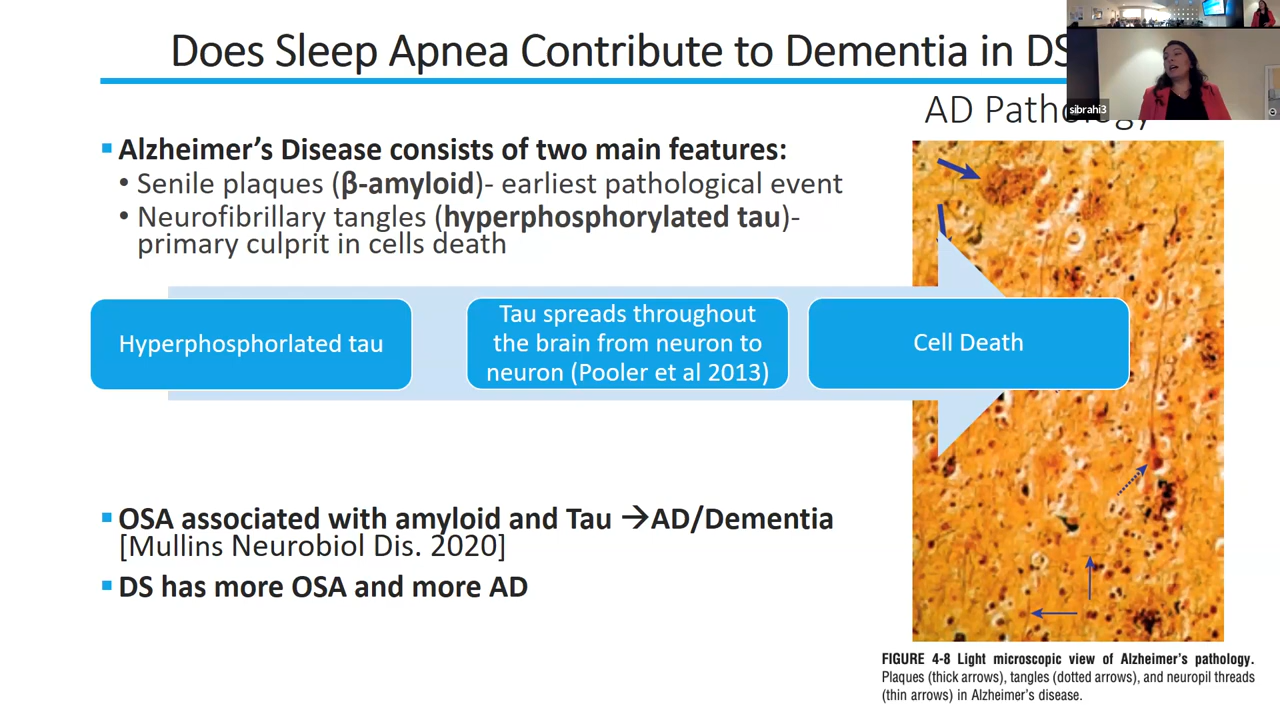 Does Sleep Apnea Contribute to Dementia in DS
sibrahi3
AD Pathology
Alzheimer's Disease consists of two main features:
Senile plaques (β-amyloid)- earliest pathological event
Neurofibrillary tangles (hyperphosphorylated tau)-
primary culprit in cells death
Hyperphosphorlated tau
Tau spreads throughout
the brain from neuron to
neuron (Pooler et al 2013)
Cell Death
OSA associated with amyloid and Tau →AD/Dementia
[Mullins Neurobiol Dis. 2020]
DS has more OSA and more AD
FIGURE 4-8 Light microscopic view of Alzheimer's pathology.
Plaques (thick arrows), tangles (dotted arrows), and neuropil threads
(thin arrows) in Alzheimer's disease.